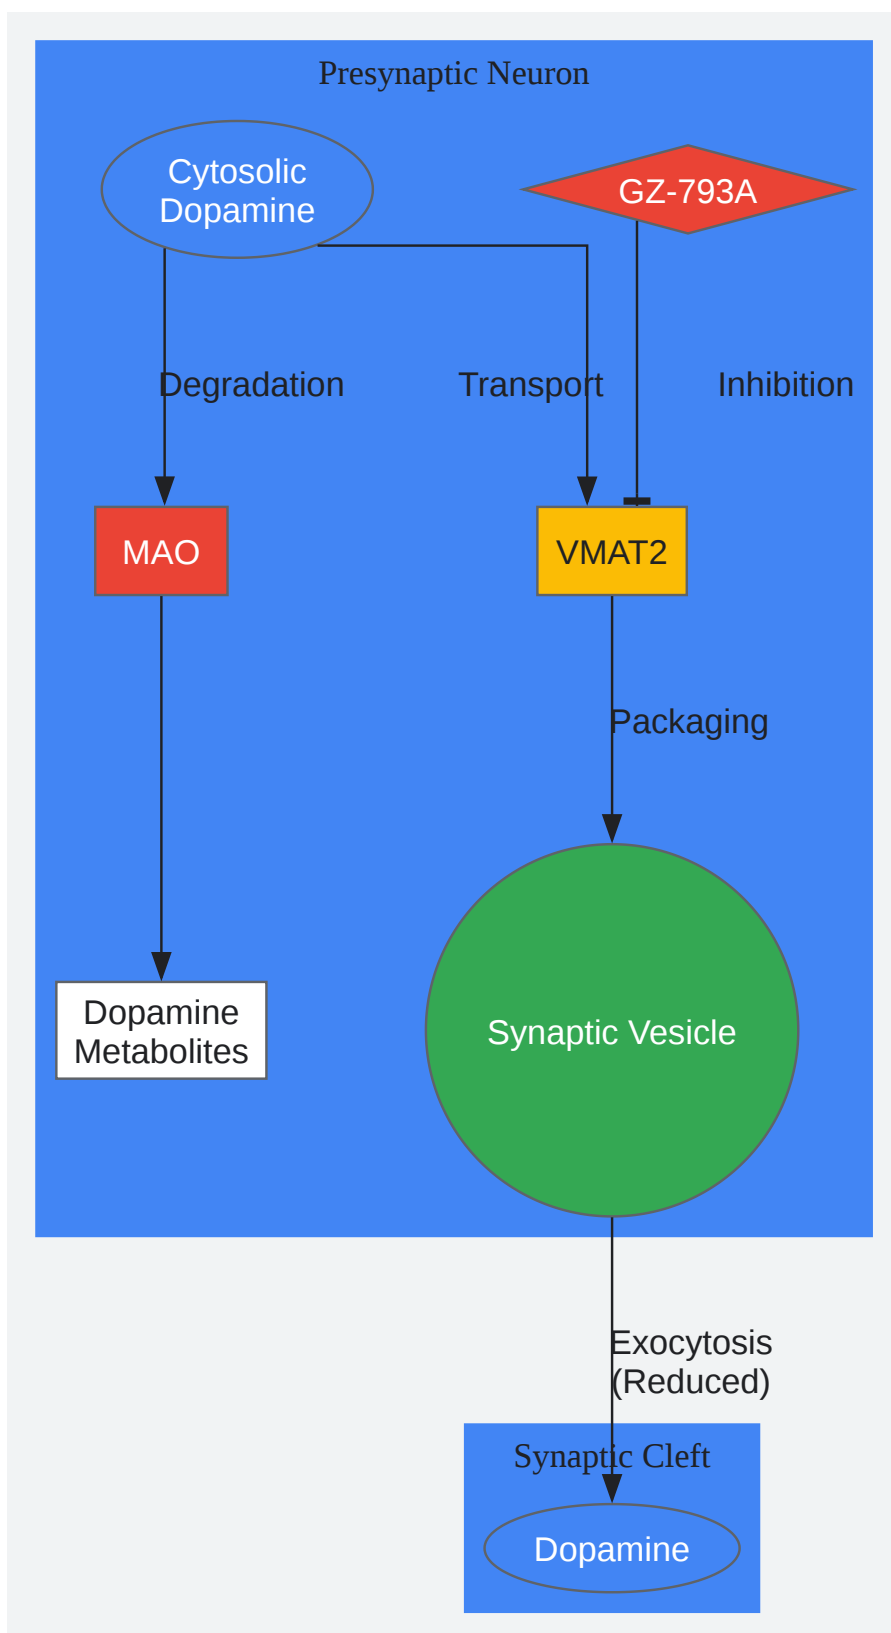 Presynaptic Neuron
Cytosolic
Dopamine
GZ-793A
Degradation
Transport
Inhibition
MAO
VMAT2
Packaging
Dopamine
Metabolites
Synaptic Vesicle
Exocytosis
(Reduced)
Synaptic Cleft
Dopamine